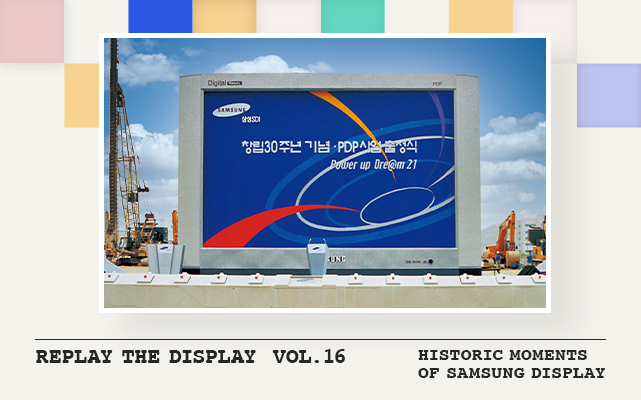 Digital Ready
PDP
SAMSUNG
삼성SDI
창립30주년 기념·PDP사업 출정식
Power up Dre@m 21
REPLAY THE DISPLAY VOL.16
HISTORIC MOMENTS
OF SAMSUNG DISPLAY